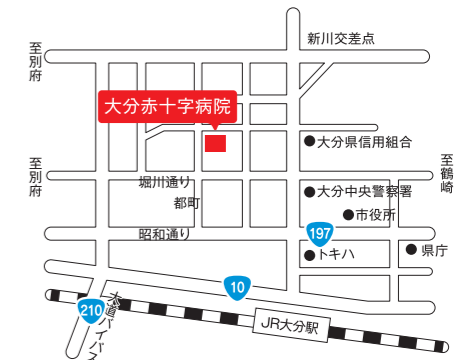 新川交差点
至別府
大分赤十字病院
大分県信用組合
至別府
至鶴崎
堀川通り
大分中央警察署
都町
市役所
昭和通り
197
トキハ
県庁
10
210
大道バイパス
JR大分駅